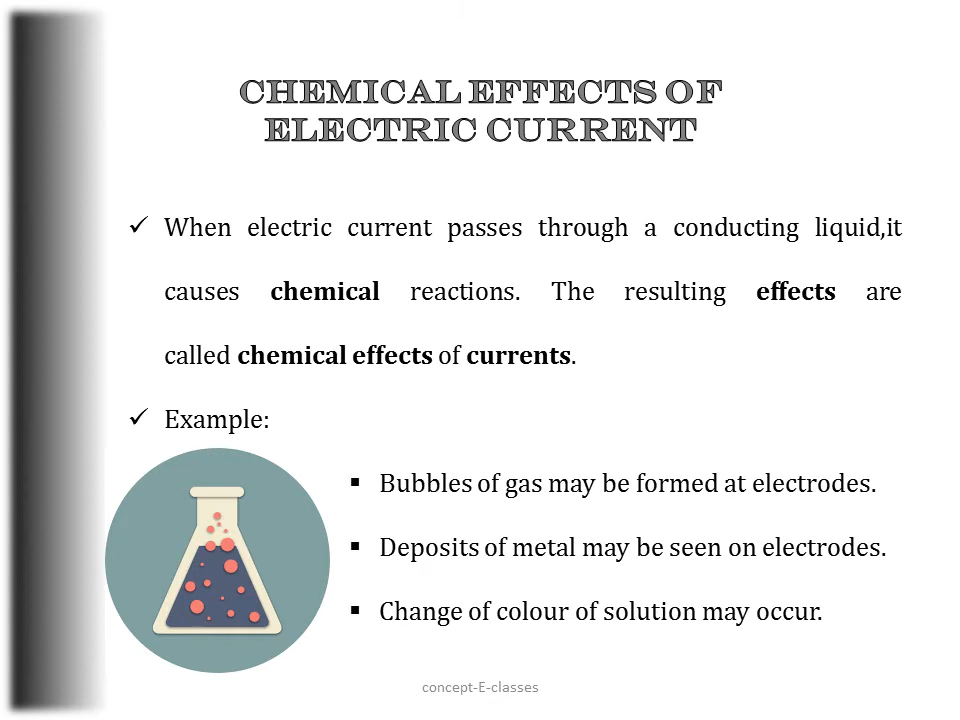 CHEMICAL EFFECTS OF
ELECTRIC CURRENT
✓ When electric current passes through a conducting liquid,it
causes chemical reactions. The resulting effects are
called chemical effects of currents.
✓ Example:
▪ Bubbles of gas may be formed at electrodes.
▪ Deposits of metal may be seen on electrodes.
▪ Change of colour of solution may occur.
concept-E-classes